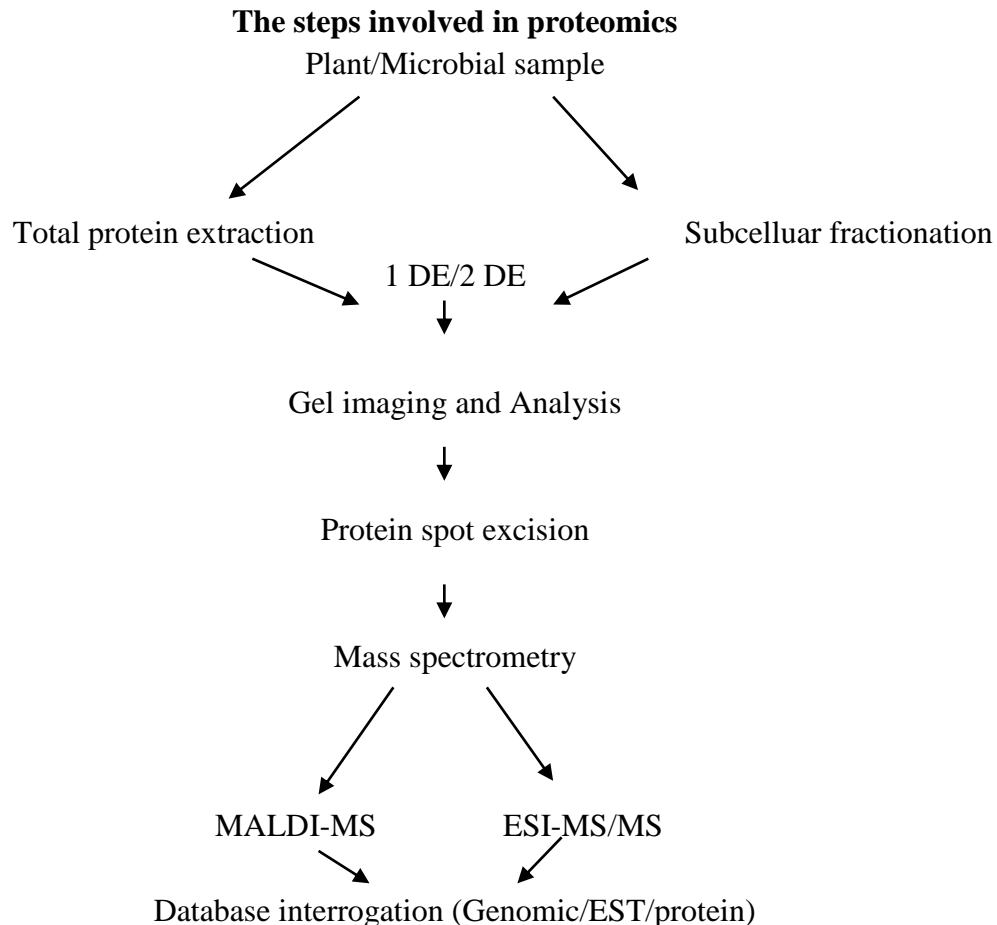 The steps involved in proteomics
Plant/Microbial sample
Total protein extraction
Subcelluar fractionation
1 DE/2 DE
Gel imaging and Analysis
Protein spot excision
Mass spectrometry
MALDI-MS
ESI-MS/MS
Database interrogation (Genomic/EST/protein)